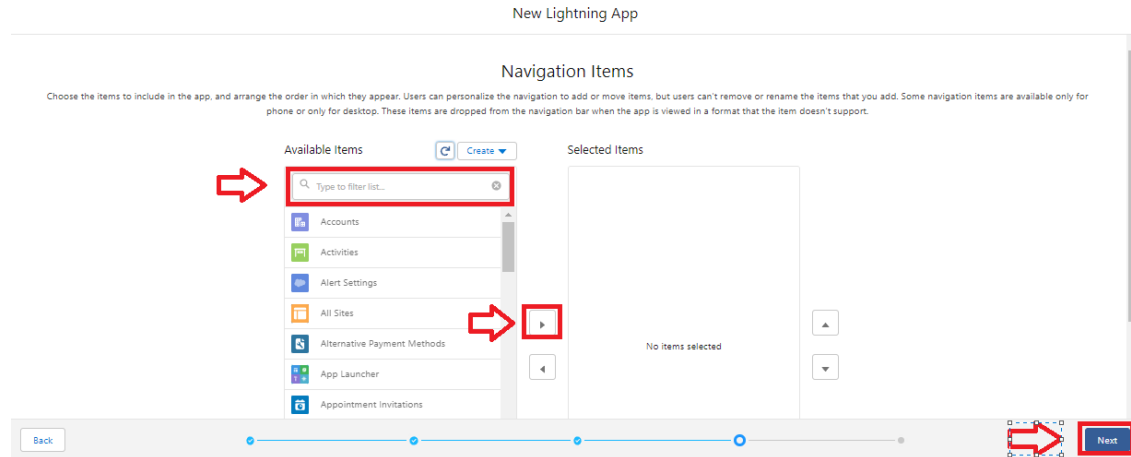 New Lightning App
Navigation Items
Choose the items to include in the app, and arrange the order in which they appear. Users can personalize the navigation to add or move items, but users can't remove or rename the items that you add. Some navigation items are available only for
phone or only for desktop. These items are dropped from the navigation bar when the app is viewed in a format that the item doesn't support.
Available Items
Create
Selected Items
Type to filter list...
Accounts
Activities
Alert Settings
All Sites
Alternative Payment Methods
No items selected
App Launcher
Appointment Invitations
Back
Next